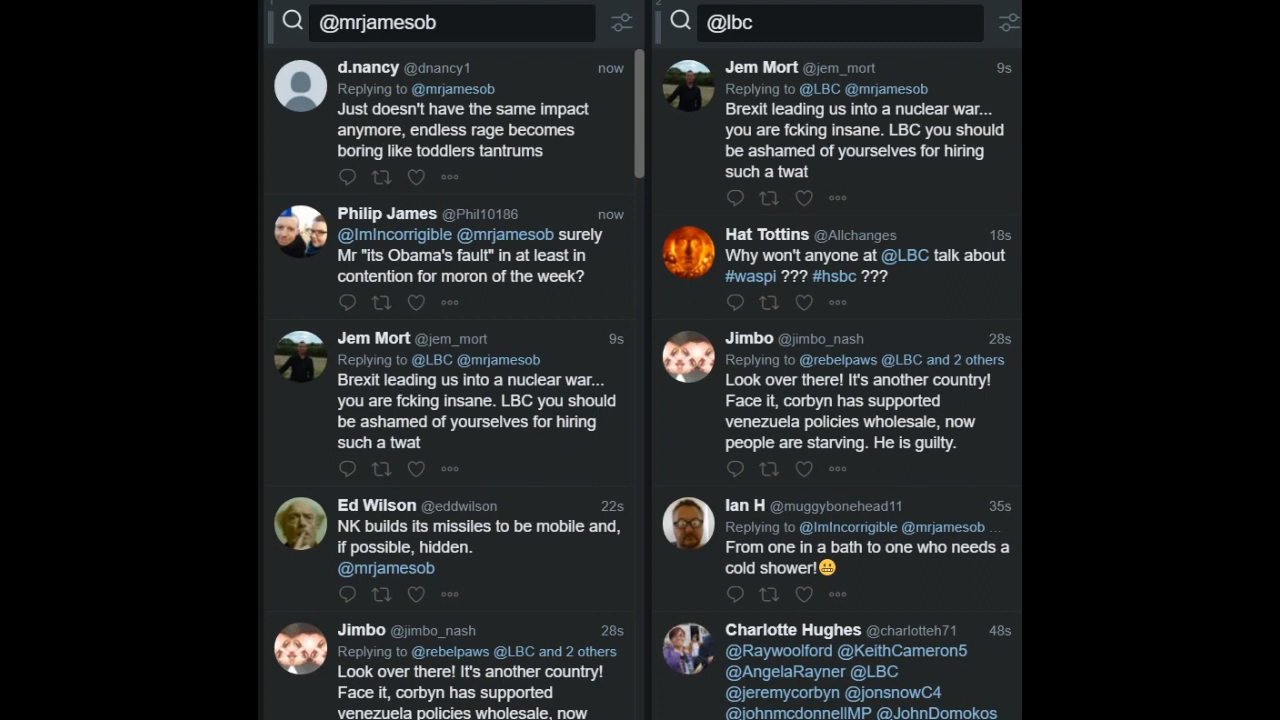 1
@mrjamesob
d.nancy @dnancy1 now
Replying to @mrjamesob
Just doesn't have the same impact
anymore, endless rage becomes
boring like toddlers tantrums
Philip James @Phil10186 now
@ImIncorrigible @mrjamesob surely
Mr "its Obama's fault" in at least in
contention for moron of the week?
Jem Mort @jem_mort 9s
Replying to @LBC @mrjamesob
Brexit leading us into a nuclear war...
you are fcking insane. LBC you should
be ashamed of yourselves for hiring
such a twat
Ed Wilson @eddwilson 22s
NK builds its missiles to be mobile and,
if possible, hidden.
@mrjamesob
Jimbo @jimbo_nash 28s
Replying to @rebelpaws @LBC and 2 others
Look over there! It's another country!
Face it, corbyn has supported
venezuela policies wholesale, now
2
@lbc
Jem Mort @jem_mort 9s
Replying to @LBC @mrjamesob
Brexit leading us into a nuclear war...
you are fcking insane. LBC you should
be ashamed of yourselves for hiring
such a twat
Hat Tottins @Allchanges 18s
Why won't anyone at @LBC talk about
#waspi ??? #hsbc ???
Jimbo @jimbo_nash 28s
Replying to @rebelpaws @LBC and 2 others
Look over there! It's another country!
Face it, corbyn has supported
venezuela policies wholesale, now
people are starving. He is guilty.
Ian H @muggybonehead11 35s
Replying to @ImIncorrigible @mrjamesob ...
From one in a bath to one who needs a
cold shower!😬
Charlotte Hughes @charlotteh71 48s
@Raywoolford @KeithCameron5
@AngelaRayner @LBC
@jeremycorbyn @jonsnowC4
@johnmcdonnellMP @JohnDomokos